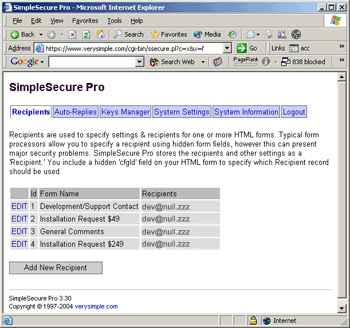 SimpleSecure Pro - Microsoft Internet Explorer
File Edit View Favorites Tools Help
Back Search Favorites Media
Address https://www.verysimple.com/cgi-bin/ssecure.pl?c=x&x=f Go Links acc
Google Search Web PageRank 838 blocked
SimpleSecure Pro
Recipients Auto-Replies Keys Manager System Settings System Information Logout
Recipients are used to specify settings & recipients for one or more HTML forms. Typical form
processors allow you to specify a recipient using hidden form fields, however this can present
major security problems. SimpleSecure Pro stores the recipients and other settings as a
'Recipient.' You include a hidden 'cfgId' field on your HTML form to specify which Recipient record
should be used.
Id Form Name Recipients
EDIT 1 Development/Support Contact dev@null.zzz
EDIT 2 Installation Request $49 dev@null.zzz
EDIT 3 General Comments dev@null.zzz
EDIT 4 Installation Request $249 dev@null.zzz
Add New Recipient
SimpleSecure Pro 3.30
Copyright © 1997-2004 verysimple.com
Internet